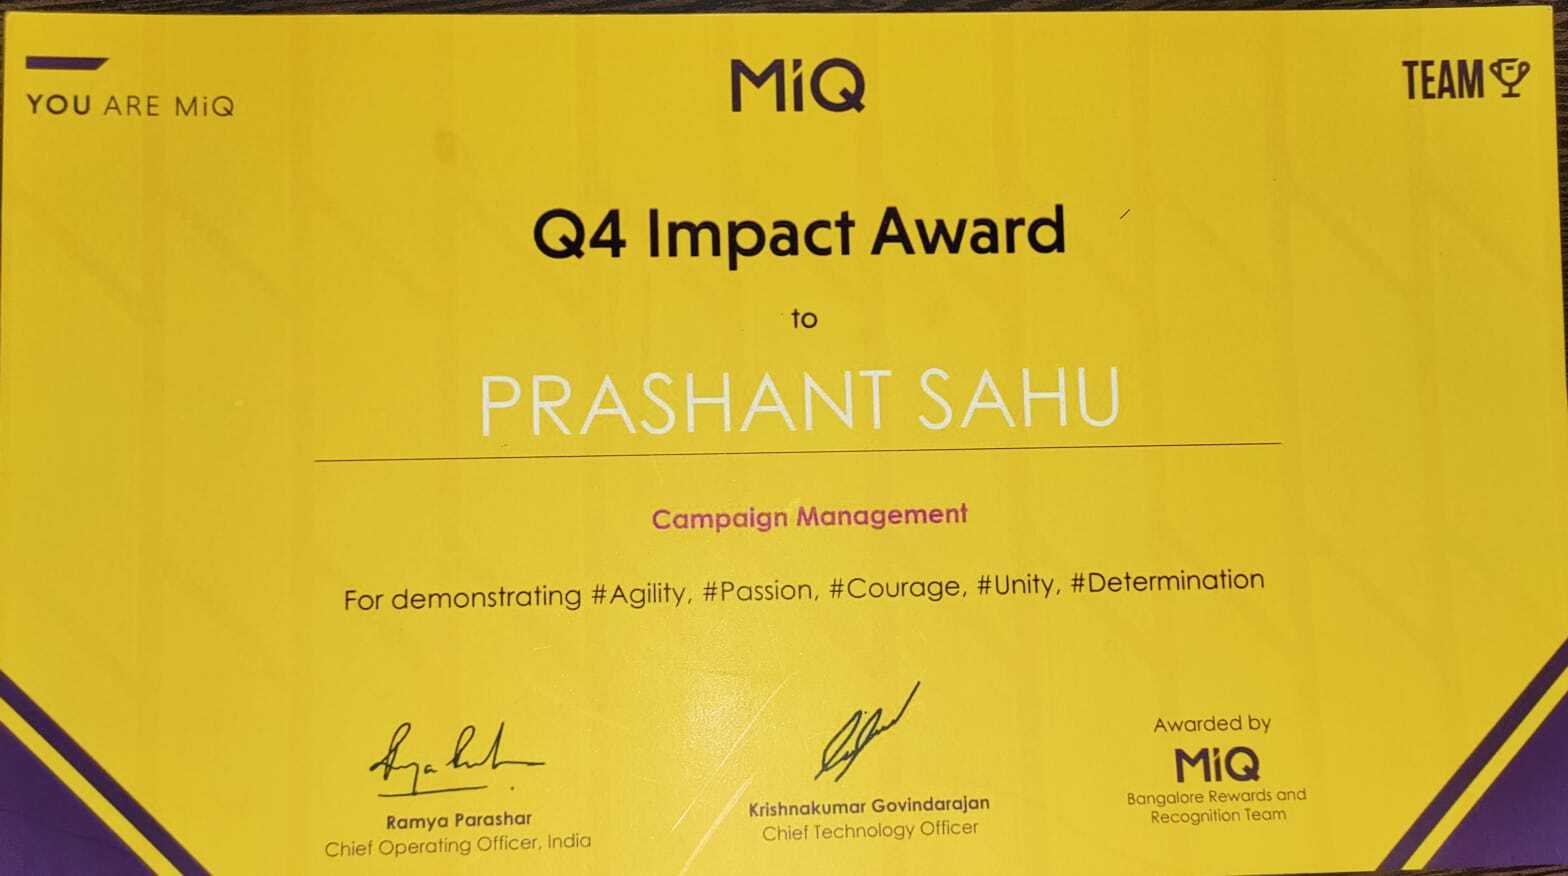 YOU ARE MiQ
MiQ
TEAM
Q4 Impact Award
to
PRASHANT SAHU
Campaign Management
For demonstrating #Agility, #Passion, #Courage, #Unity, #Determination
Ramya Parashar
Chief Operating Officer, India
Krishnakumar Govindarajan
Chief Technology Officer
Awarded by
MiQ
Bangalore Rewards and
Recognition Team